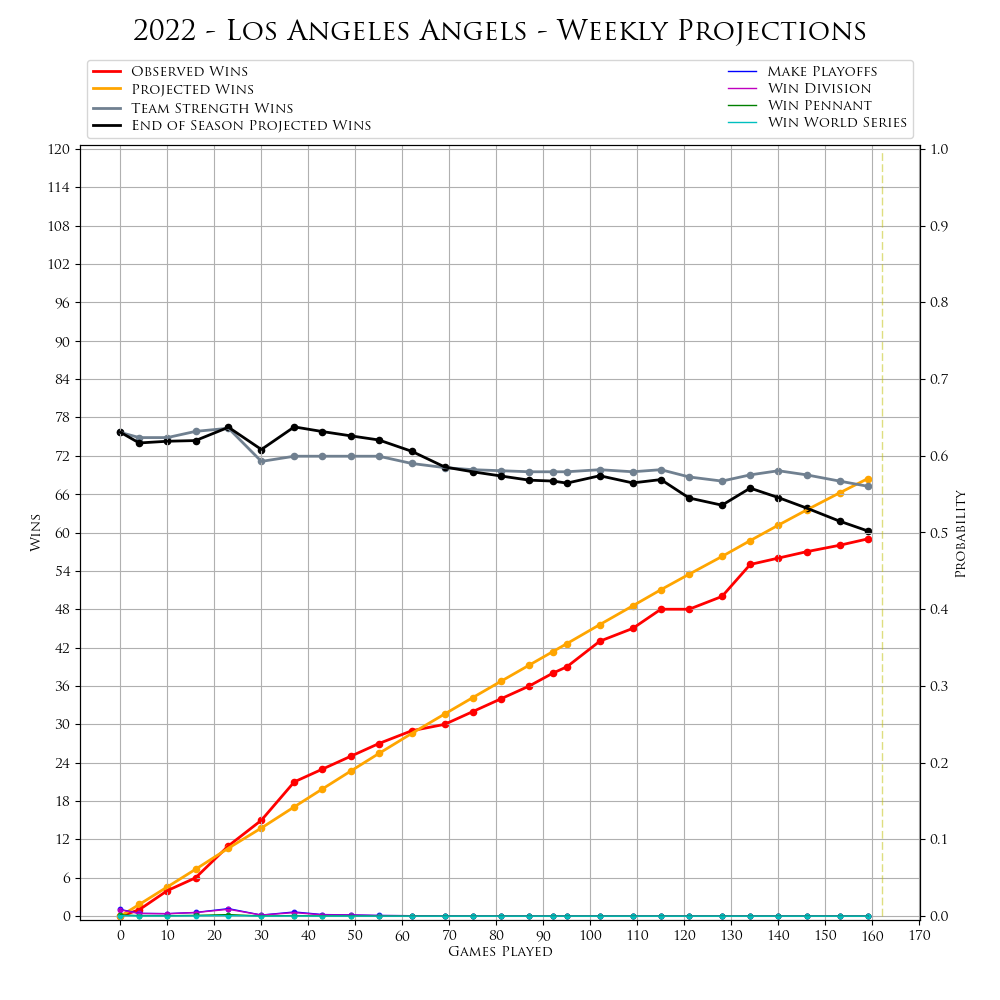 2022 - Los Angeles Angels - Weekly Projections
Observed Wins
Projected Wins
Team Strength Wins
End of Season Projected Wins
Make Playoffs
Win Division
Win Pennant
Win World Series
120
114
108
102
96
90
84
78
72
66
60
54
48
42
36
30
24
18
12
6
0
Wins
1.0
0.9
0.8
0.7
0.6
0.5
0.4
0.3
0.2
0.1
0.0
Probability
0 10 20 30 40 50 60 70 80 90 100 110 120 130 140 150 160 170
Games Played